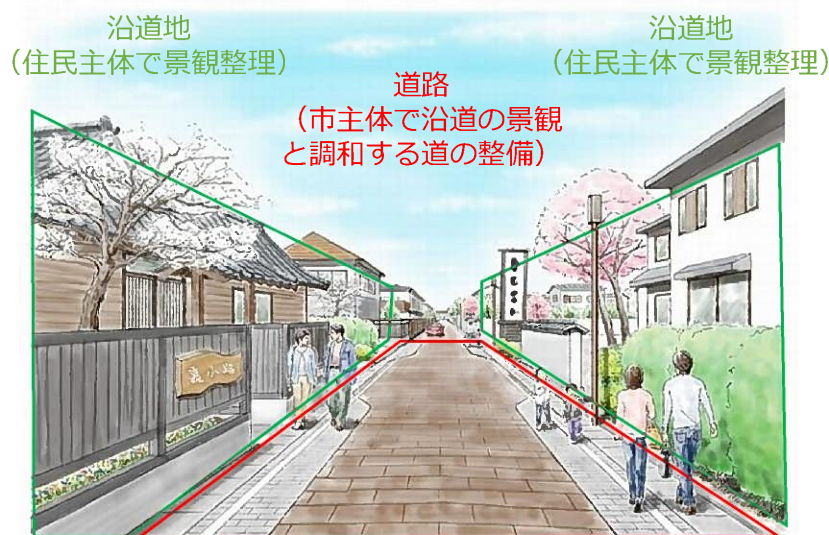 沿道地
（住民主体で景観整理）
沿道地
（住民主体で景観整理）
道路
（市主体で沿道の景観
と調和する道の整備）